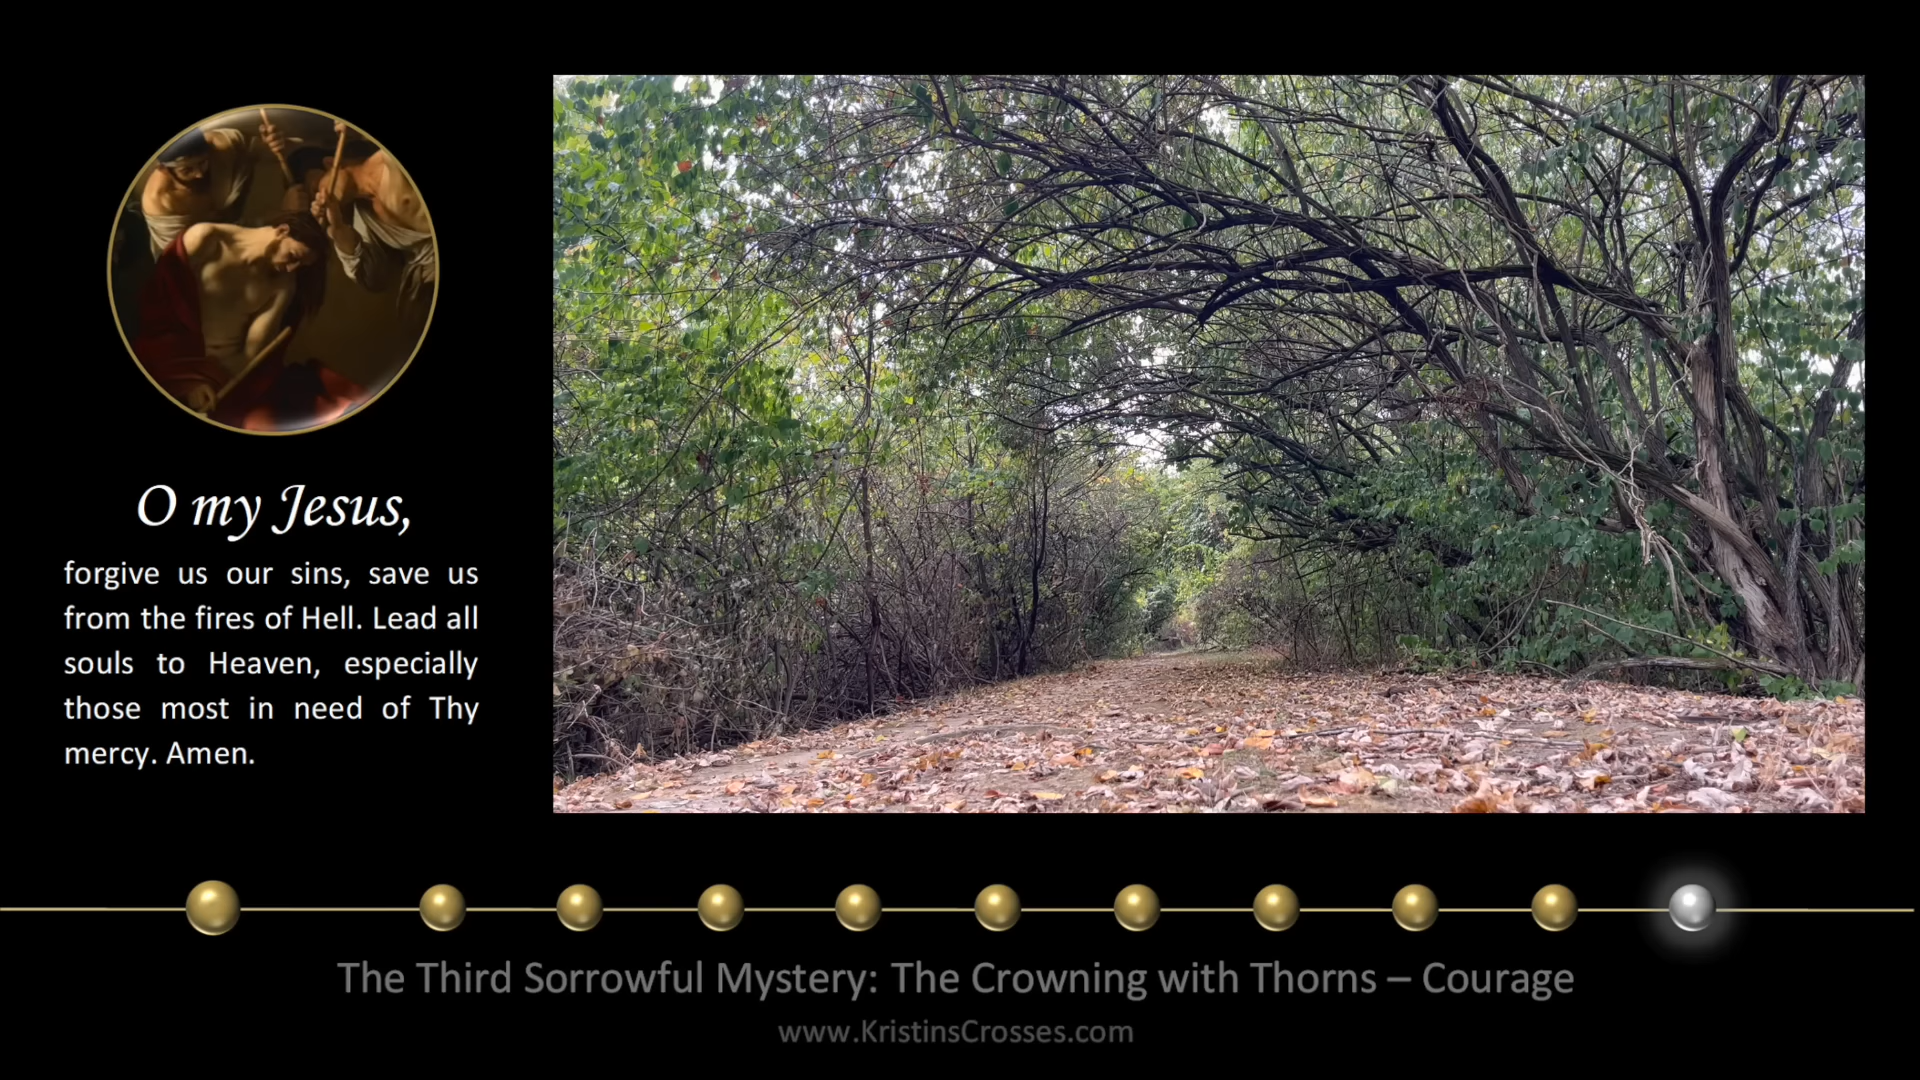 O my Jesus,
forgive us our sins, save us
from the fires of Hell. Lead all
souls to Heaven, especially
those most in need of Thy
mercy. Amen.
The Third Sorrowful Mystery: The Crowning with Thorns – Courage
www.KristinsCrosses.com